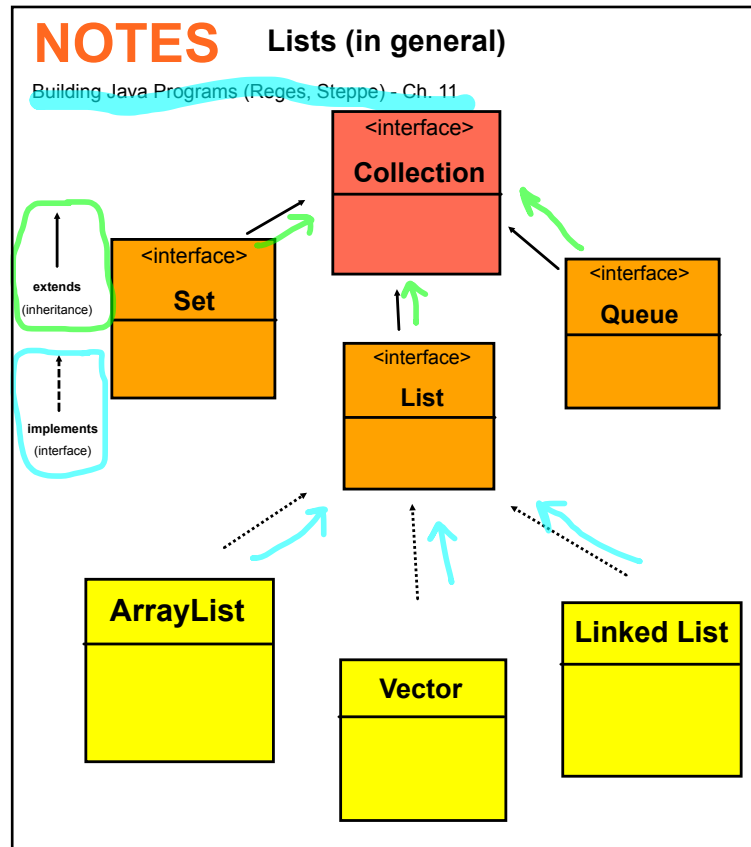 NOTES Lists (in general)
Building Java Programs (Reges, Steppe) - Ch. 11
<interface>
Collection
extends
(inheritance)
<interface>
Set
<interface>
Queue
implements
(interface)
<interface>
List
ArrayList
Vector
Linked List